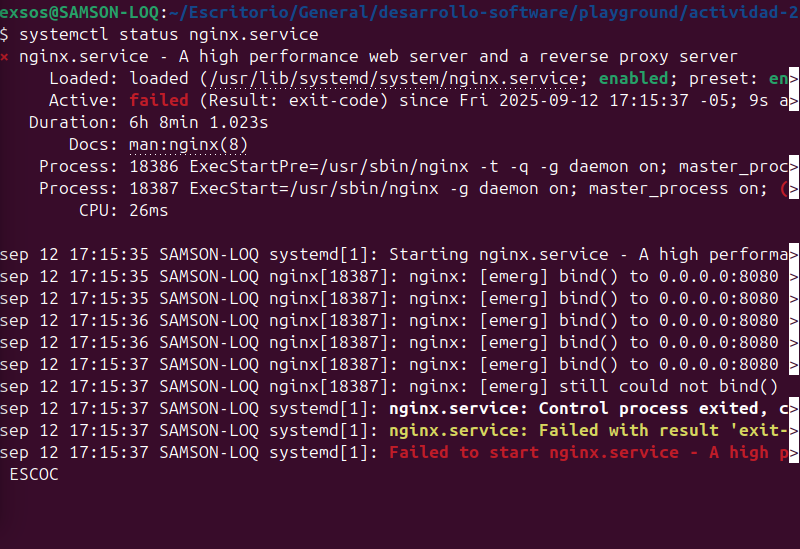 exsos@SAMSON-LOQ:~/Escritorio/General/desarrollo-software/playground/actividad-2
$ systemctl status nginx.service
× nginx.service - A high performance web server and a reverse proxy server
Loaded: loaded (/usr/lib/systemd/system/nginx.service; enabled; preset: en>
Active: failed (Result: exit-code) since Fri 2025-09-12 17:15:37 -05; 9s a>
Duration: 6h 8min 1.023s
Docs: man:nginx(8)
Process: 18386 ExecStartPre=/usr/sbin/nginx -t -q -g daemon on; master_proc>
Process: 18387 ExecStart=/usr/sbin/nginx -g daemon on; master_process on; (>
CPU: 26ms
sep 12 17:15:35 SAMSON-LOQ systemd[1]: Starting nginx.service - A high performa>
sep 12 17:15:35 SAMSON-LOQ nginx[18387]: nginx: [emerg] bind() to 0.0.0.0:8080 >
sep 12 17:15:35 SAMSON-LOQ nginx[18387]: nginx: [emerg] bind() to 0.0.0.0:8080 >
sep 12 17:15:36 SAMSON-LOQ nginx[18387]: nginx: [emerg] bind() to 0.0.0.0:8080 >
sep 12 17:15:36 SAMSON-LOQ nginx[18387]: nginx: [emerg] bind() to 0.0.0.0:8080 >
sep 12 17:15:37 SAMSON-LOQ nginx[18387]: nginx: [emerg] bind() to 0.0.0.0:8080 >
sep 12 17:15:37 SAMSON-LOQ nginx[18387]: nginx: [emerg] still could not bind()
sep 12 17:15:37 SAMSON-LOQ systemd[1]: nginx.service: Control process exited, c>
sep 12 17:15:37 SAMSON-LOQ systemd[1]: nginx.service: Failed with result 'exit->
sep 12 17:15:37 SAMSON-LOQ systemd[1]: Failed to start nginx.service - A high p>
ESCOC